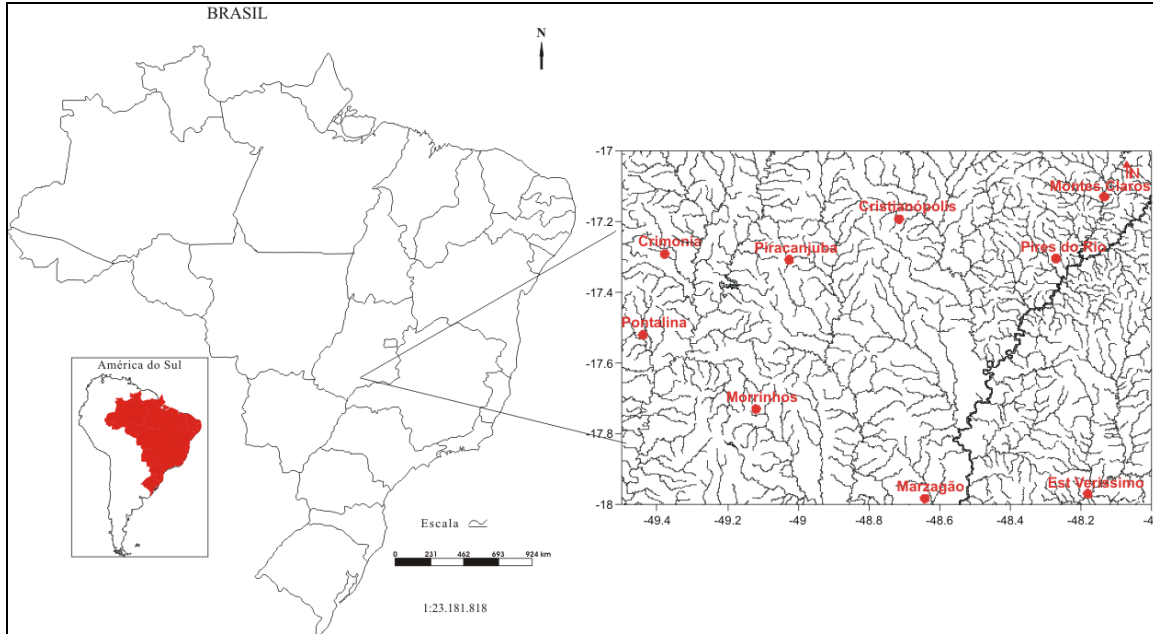 BRASIL
N
América do Sul
Escala
0 231 462 693 924 km
1:23.181.818
-17
-17.2
-17.4
-17.6
-17.8
-18
N
Montes Claros
Cristianópolis
Crimonia
Piracanjuba
Pires do Rio
Pontalina
Morrinhos
Marzagão
Est Verissimo
-49.4 -49.2 -49 -48.8 -48.6 -48.4 -48.2 -4